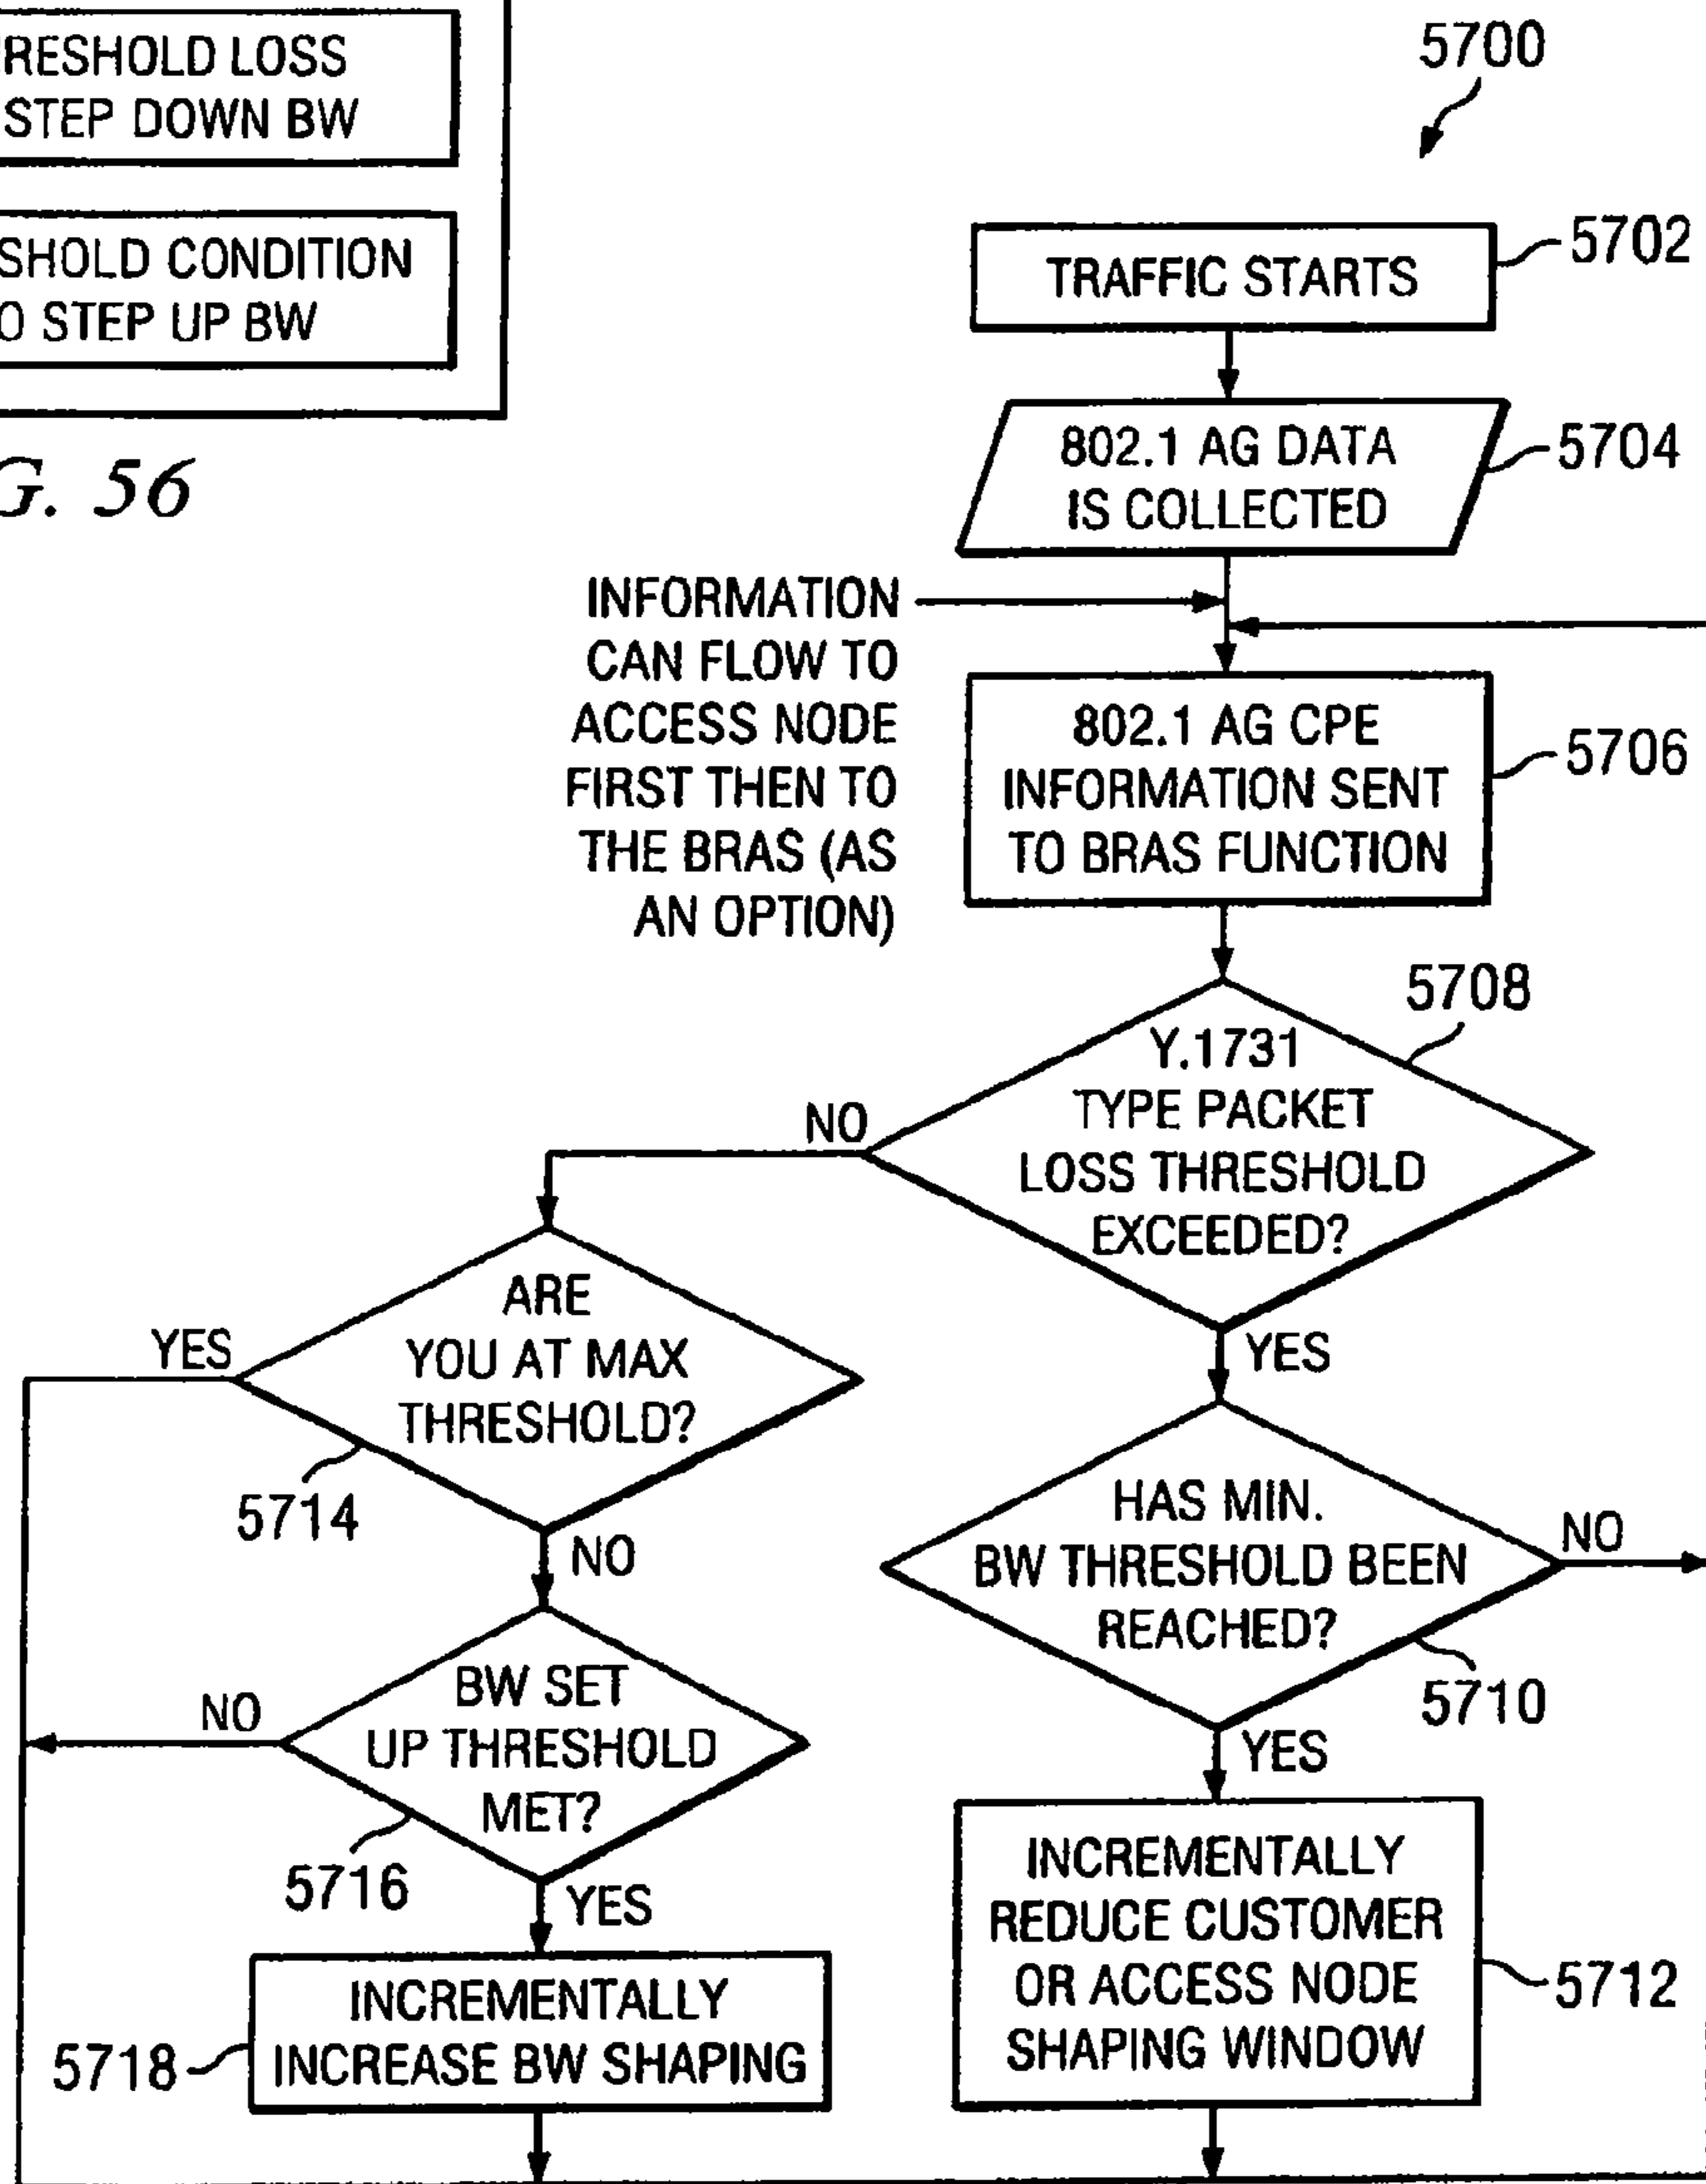 RESHOLD LOSS
STEP DOWN BW
SHOLD CONDITION
O STEP UP BW
G. 56
5700
TRAFFIC STARTS
5702
802.1 AG DATA
IS COLLECTED
5704
INFORMATION
CAN FLOW TO
ACCESS NODE
FIRST THEN TO
THE BRAS (AS
AN OPTION)
802.1 AG CPE
INFORMATION SENT
TO BRAS FUNCTION
5706
5708
Y.1731
TYPE PACKET
LOSS THRESHOLD
EXCEEDED?
NO
YES
ARE
YOU AT MAX
THRESHOLD?
YES
5714
NO
HAS MIN.
BW THRESHOLD BEEN
REACHED?
NO
5710
YES
BW SET
UP THRESHOLD
MET?
NO
5716
YES
INCREMENTALLY
INCREASE BW SHAPING
5718
INCREMENTALLY
REDUCE CUSTOMER
OR ACCESS NODE
SHAPING WINDOW
5712